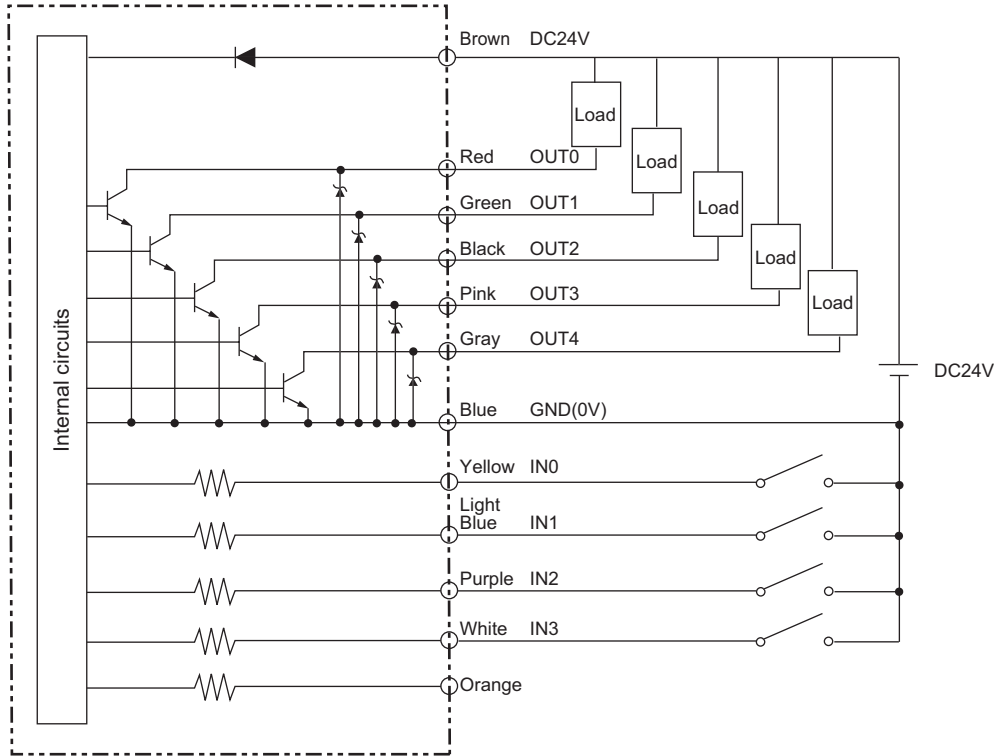 Brown DC24V
Load
Red OUT0
Load
Green OUT1
Load
Black OUT2
Load
Pink OUT3
Load
Gray OUT4
DC24V
Internal circuits
Blue GND(0V)
Yellow IN0
Light
Blue IN1
Purple IN2
White IN3
Orange